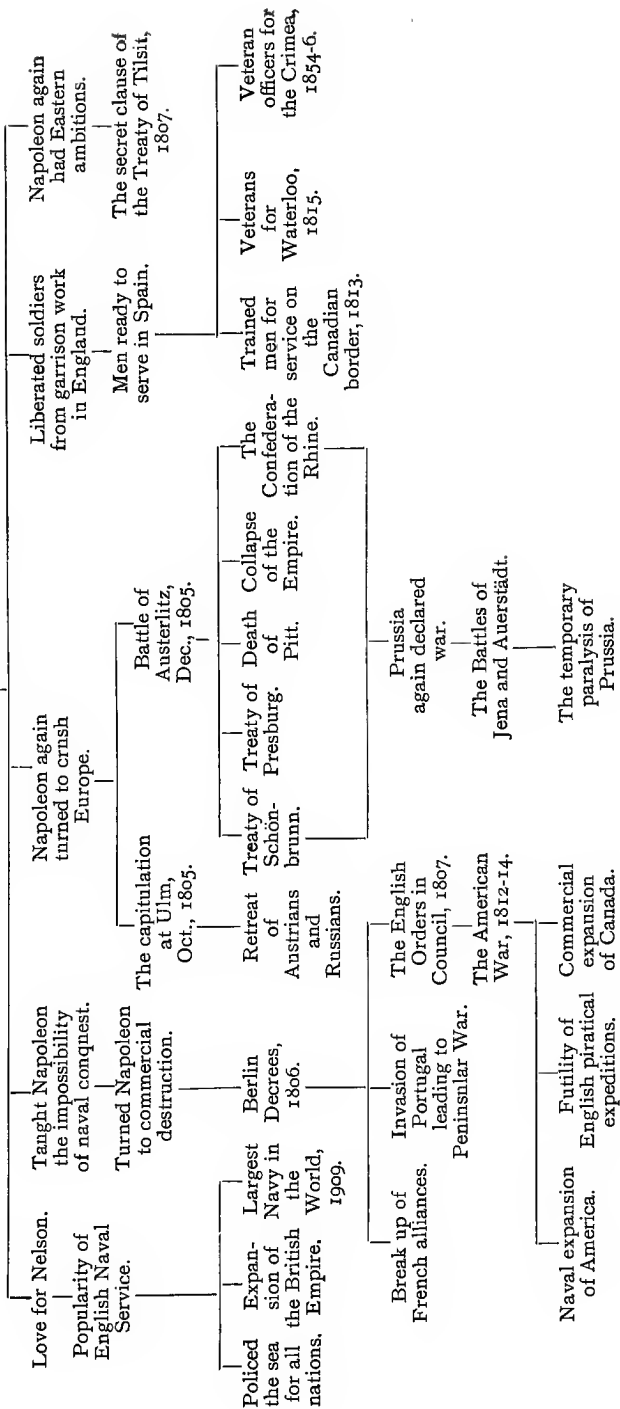 Love for Nelson.
Popularity of
English Naval
Service.
Policed
the sea
for all
nations.
Expan-
sion of
the British
Empire.
Largest
Navy in
the
World,
1909.
Taught Napoleon
the impossibility
of naval conquest.
Turned Napoleon
to commercial
destruction.
Berlin
Decrees,
1806.
Break up of
French alliances.
Invasion of
Portugal
leading to
Peninsular War.
The English
Orders in
Council, 1807.
The American
War, 1812-14.
Naval expansion
of America.
Futility of
English piratical
expeditions.
Commercial
expausion
of Canada.
Napoleon again
turned to crush
Europe.
The capitulation
at Ulm,
Oct., 1805.
Retreat
of
Austrians
and
Russians.
Battle of
Austerlitz,
Dec., 1805.
Treaty of
Schön-
brunn.
Treaty of
Presburg.
Death
of
Pitt.
Collapse
of the
Empire.
The
Confedera-
tion of the
Rhine.
Prussia
again declared
war.
The Battles of
Jena and Auerstädt.
The temporary
paralysis of
Prussia.
Liberated soldiers
from garrison work
in England.
Men ready to
serve in Spain.
Trained
men for
service on
the
Canadian
border, 1813.
Veterans
for
Waterloo,
1815.
Veteran
officers for
the Crimea,
1854-6.
Napoleon again
had Eastern
ambitions.
The secret clause of
the Treaty of Tilsit,
1807.